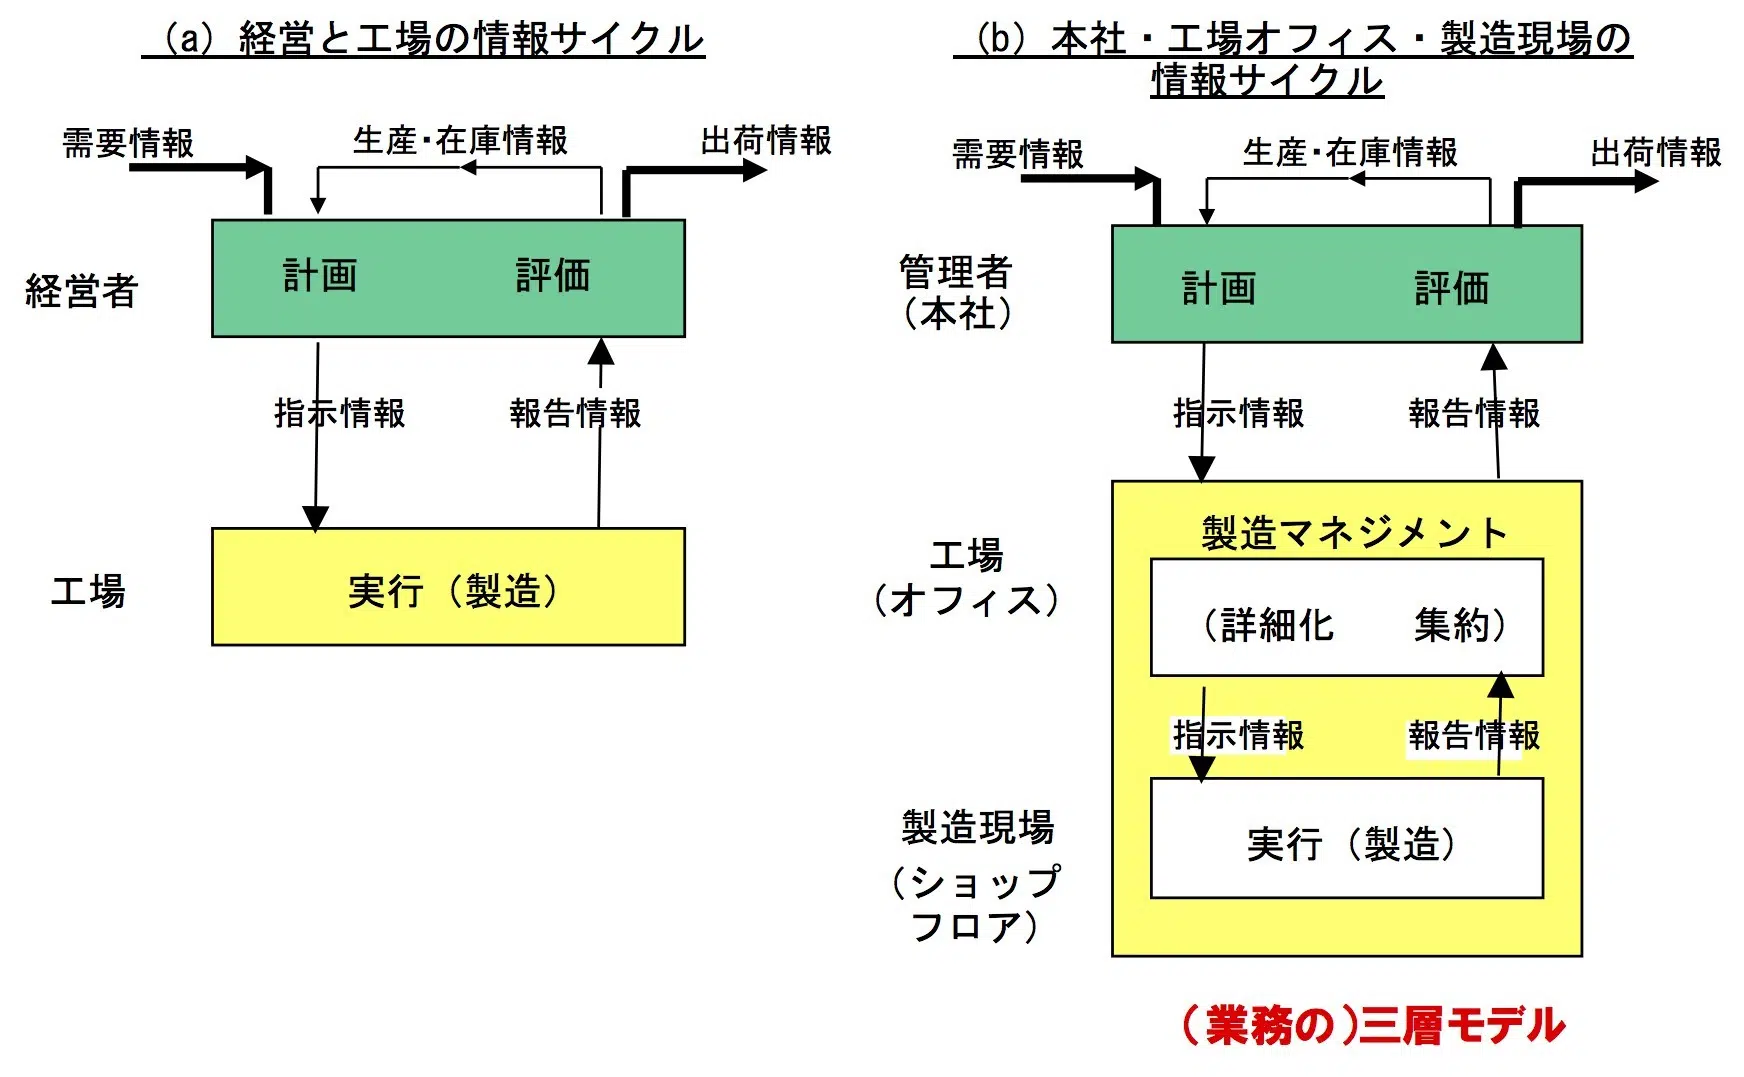 （a）経営と工場の情報サイクル
需要情報
生産・在庫情報
出荷情報
経営者
計画
評価
指示情報
報告情報
工場
実行（製造）
（b）本社・工場オフィス・製造現場の
情報サイクル
需要情報
生産・在庫情報
出荷情報
管理者
（本社）
計画
評価
指示情報
報告情報
工場
（オフィス）
製造マネジメント
（詳細化　集約）
指示情報
報告情報
製造現場
（ショップ
フロア）
実行（製造）
（業務の）三層モデル